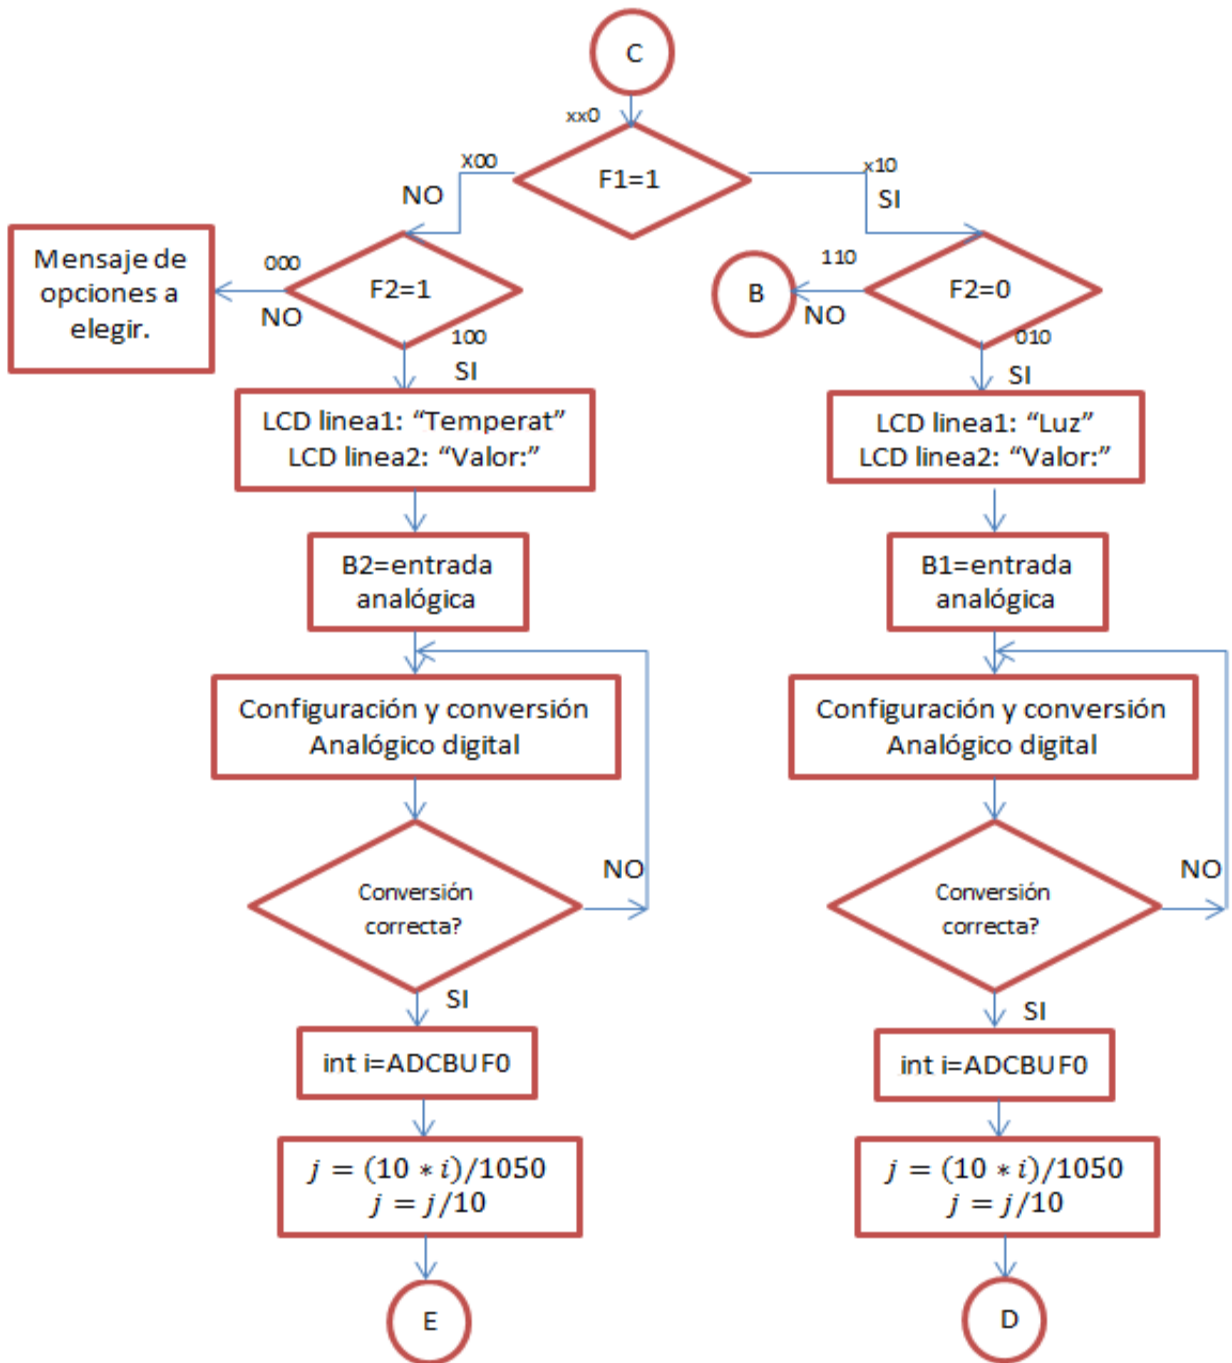 C
xx0
F1=1
X00
NO
x10
SI
Mensaje de
opciones a
elegir.
000
NO
F2=1
100
SI
B
110
NO
F2=0
010
SI
LCD linea1: “Temperat”
LCD linea2: “Valor:”
B2=entrada
analógica
Configuración y conversión
Analógico digital
Conversión
correcta?
NO
SI
int i=ADCBUF0
j = (10 * i)/1050
j = j/10
E
LCD linea1: “Luz”
LCD linea2: “Valor:”
B1=entrada
analógica
Configuración y conversión
Analógico digital
Conversión
correcta?
NO
SI
int i=ADCBUF0
j = (10 * i)/1050
j = j/10
D